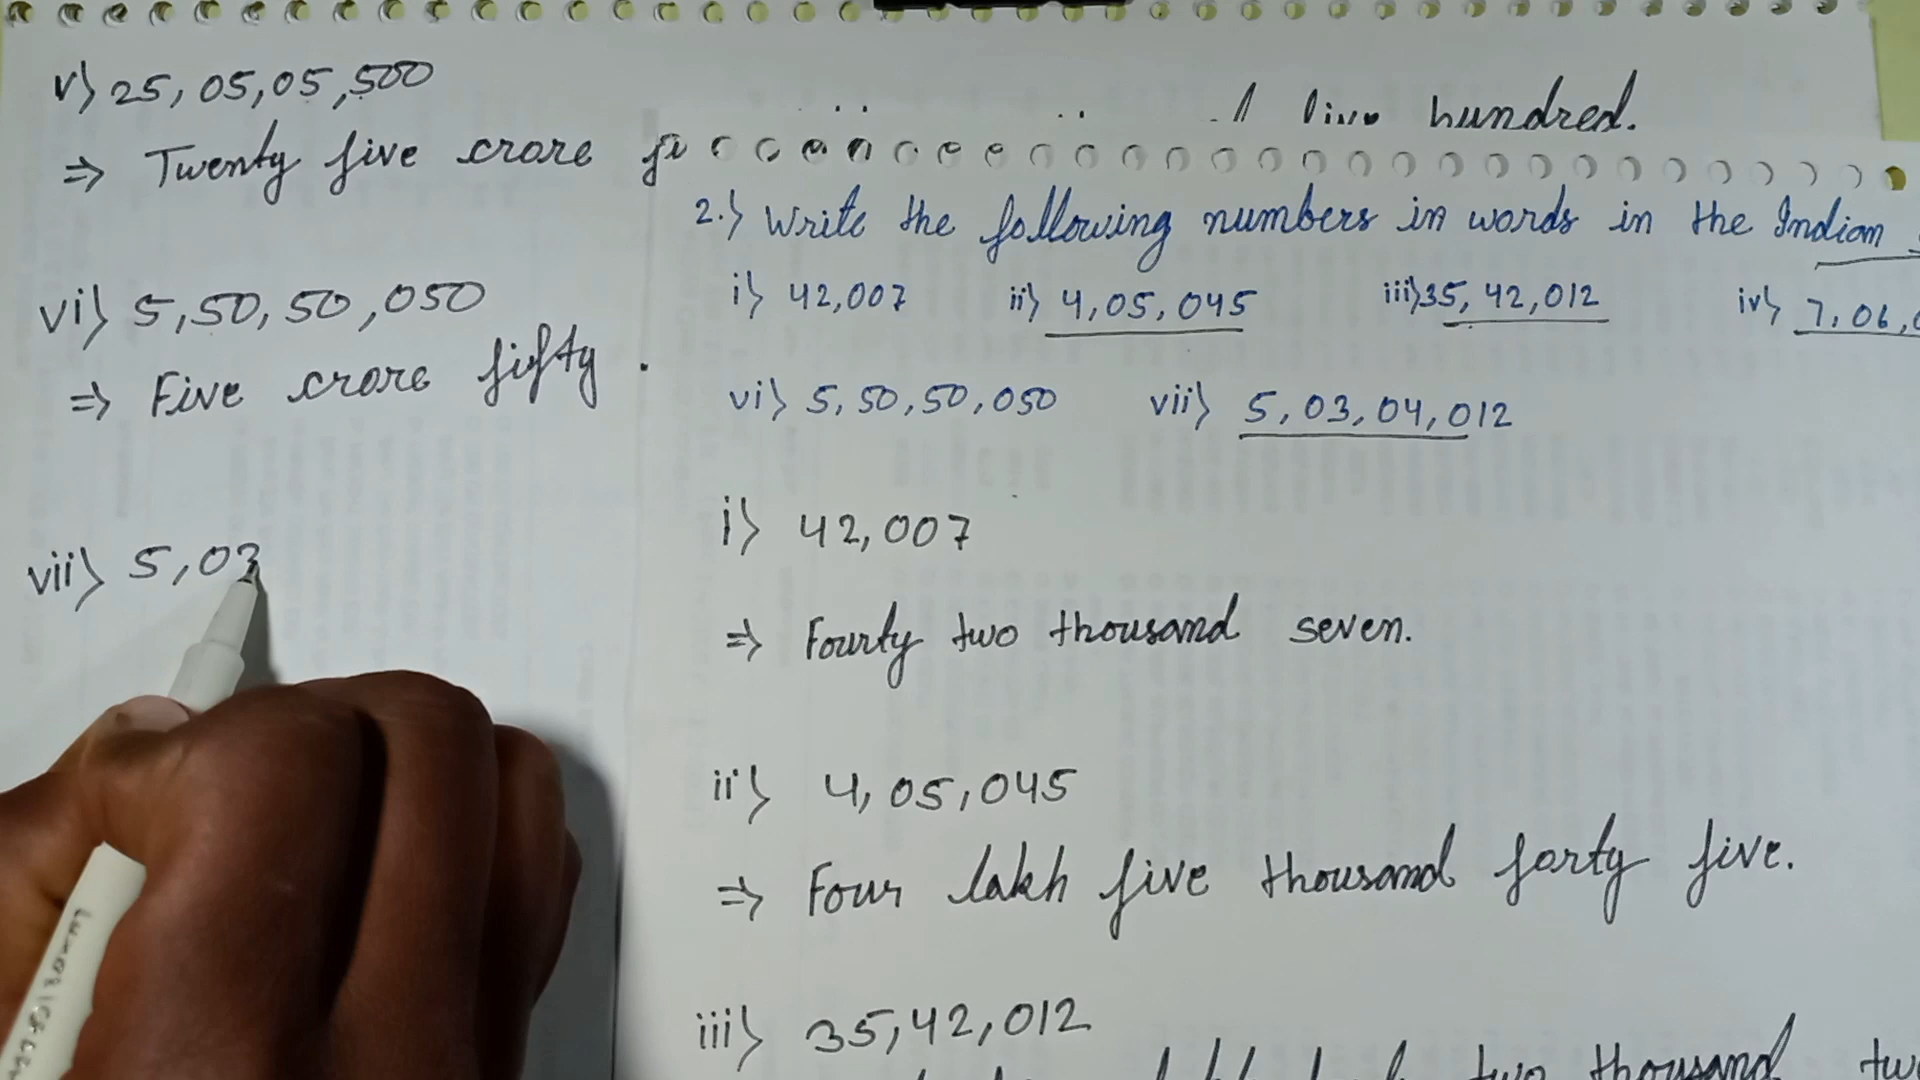 v) 25,05,05,500
⇒ Twenty five crore
vi) 5,50,50,050
⇒ Five crore fifty
vii) 5,03
five hundred.
2.) Write the following numbers in words in the Indian
i) 42,007 ii) 4,05,045 iii) 35,42,012 iv) 7,06,
vi) 5,50,50,050 vii) 5,03,04,012
i) 42,007
⇒ Fourty two thousand seven.
ii) 4,05,045
⇒ Four lakh five thousand forty five.
iii) 35,42,012
two thousand